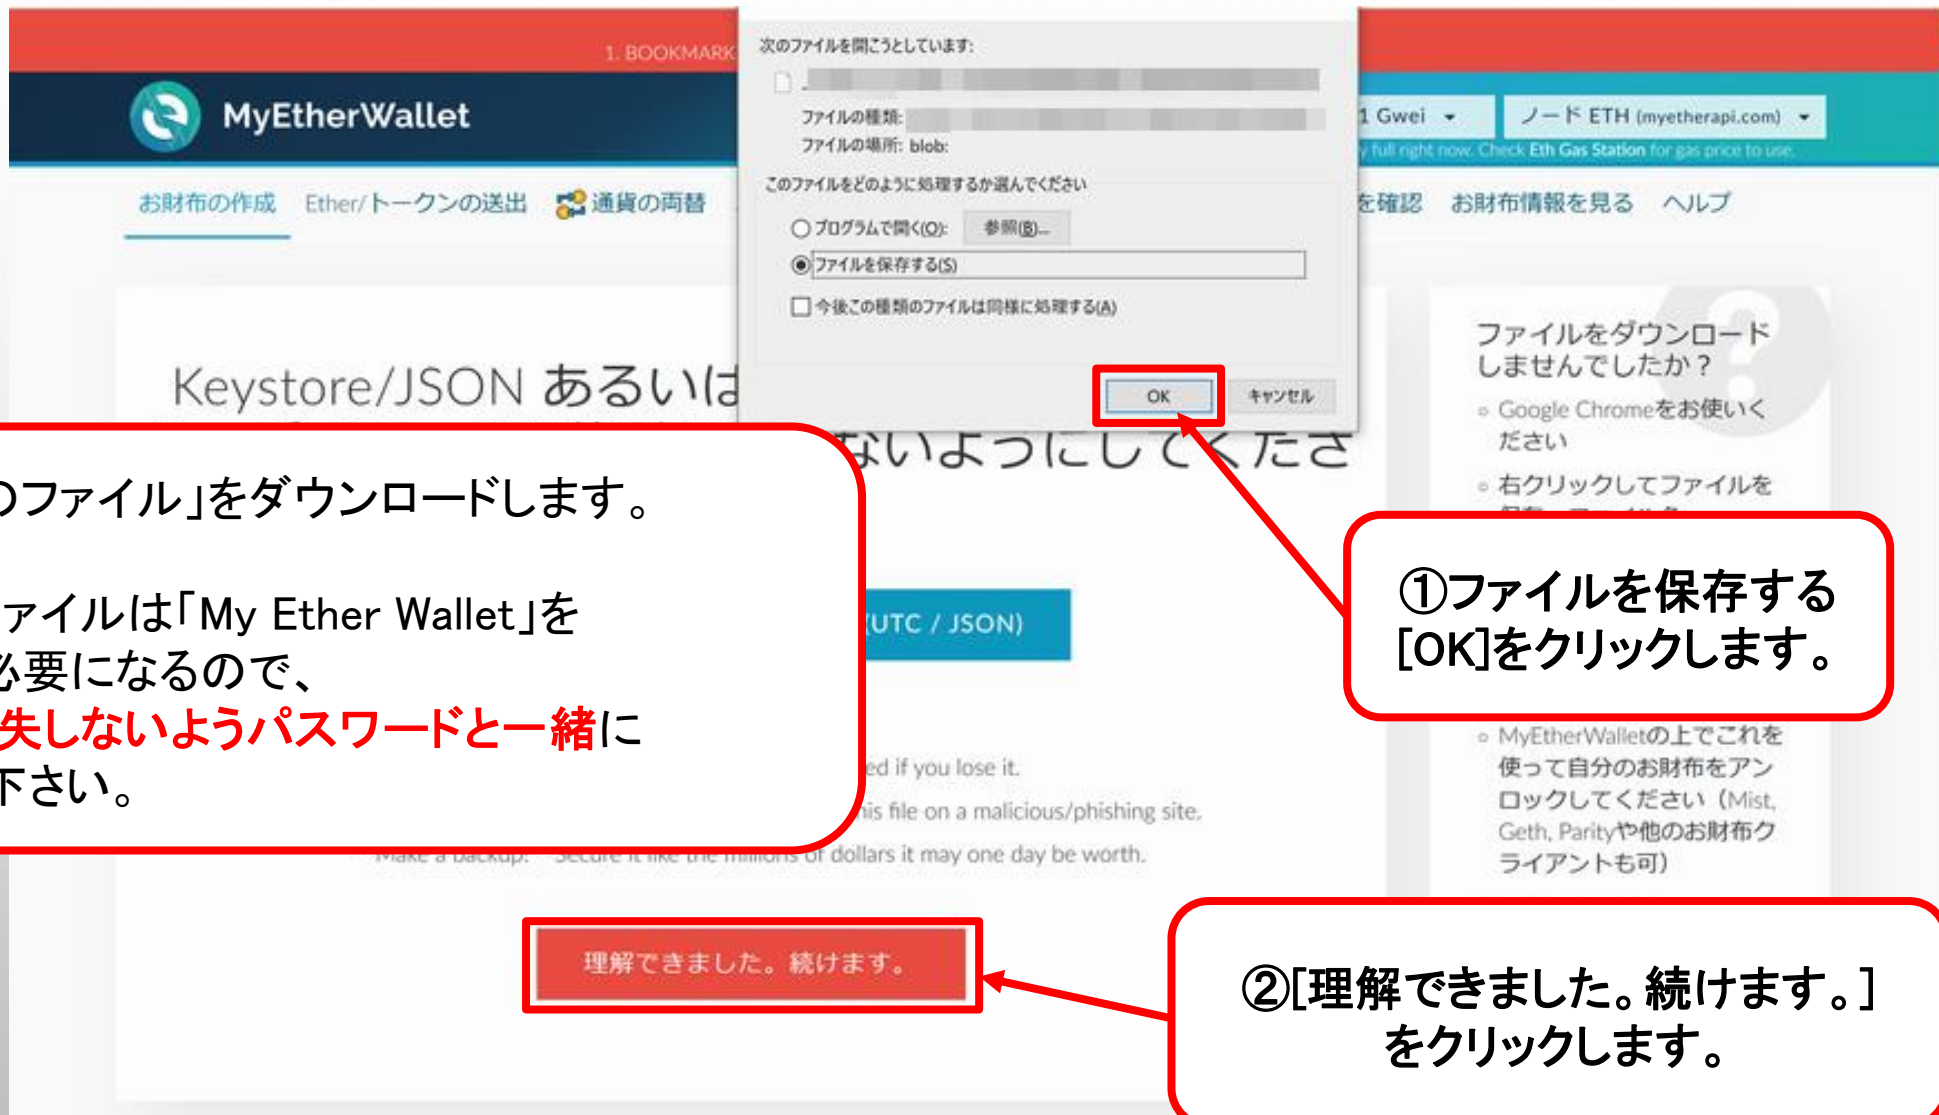 1. BOOKMARK
次のファイルを開こうとしています:
ファイルの種類:
ファイルの場所: blob:
このファイルをどのように処理するか選んでください
プログラムで開く(O): 参照(B)...
ファイルを保存する(S)
今後この種類のファイルは同様に処理する(A)
OK キャンセル
MyEtherWallet
1 Gwei ノード ETH (myetherapi.com)
y full right now. Check Eth Gas Station for gas price to use.
お財布の作成 Ether/トークンの送出 通貨の両替 を確認 お財布情報を見る ヘルプ
Keystore/JSON あるいは
ないようにしてくださ
(UTC / JSON)
ed if you lose it.
his file on a malicious/phishing site.
Make a backup. Secure it like the millions of dollars it may one day be worth.
理解できました。続けます。
ファイルをダウンロード
しませんでしたか？
Google Chromeをお使いく
ださい
右クリックしてファイルを
MyEtherWalletの上でこれを
使って自分のお財布をアン
ロックしてください（Mist,
Geth, Parityや他のお財布ク
ライアントも可）
のファイル」をダウンロードします。
ァイルは「My Ether Wallet」を
必要になるので、
失しないようパスワードと一緒に
下さい。
①ファイルを保存する
[OK]をクリックします。
②[理解できました。続けます。]
をクリックします。